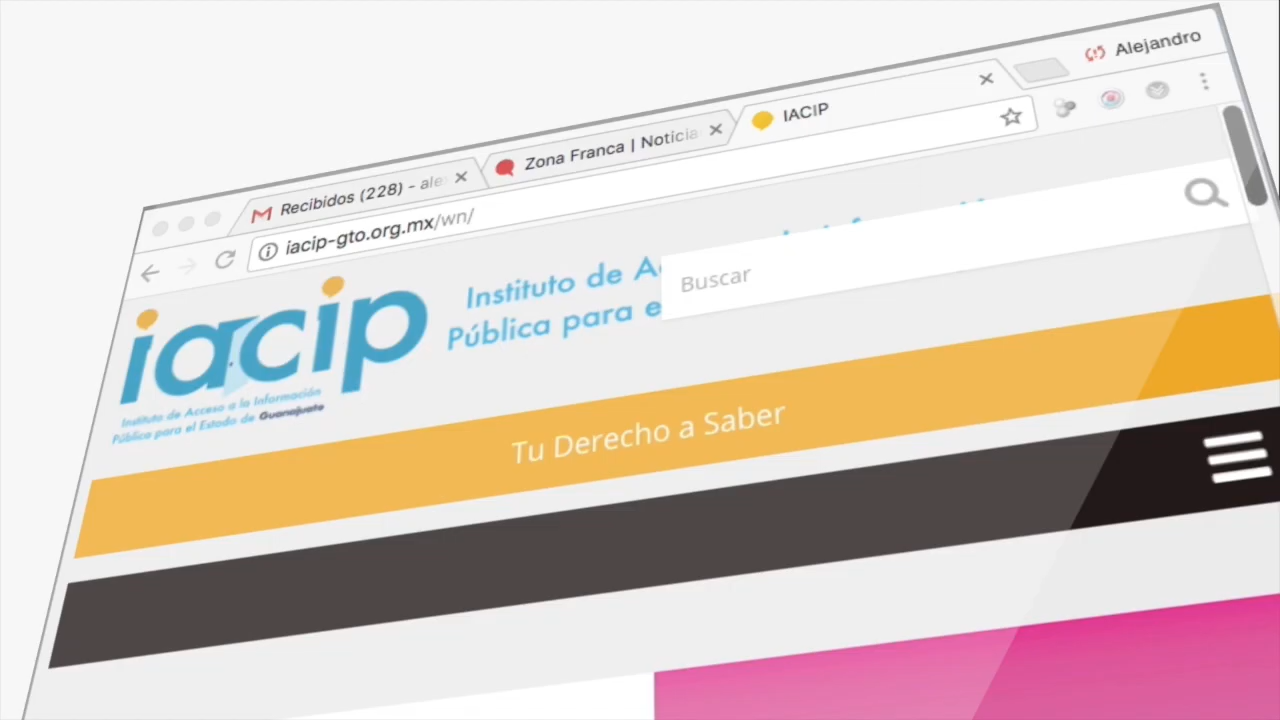 Alejandro
Recibidos (228) - ale
Zona Franca | Noticia
IACIP
iacip-gto.org.mx/wn/
iacip
Instituto de Acceso a la Información
Pública para el Estado de Guanajuato
Instituto de A
Pública para e
Buscar
Tu Derecho a Saber